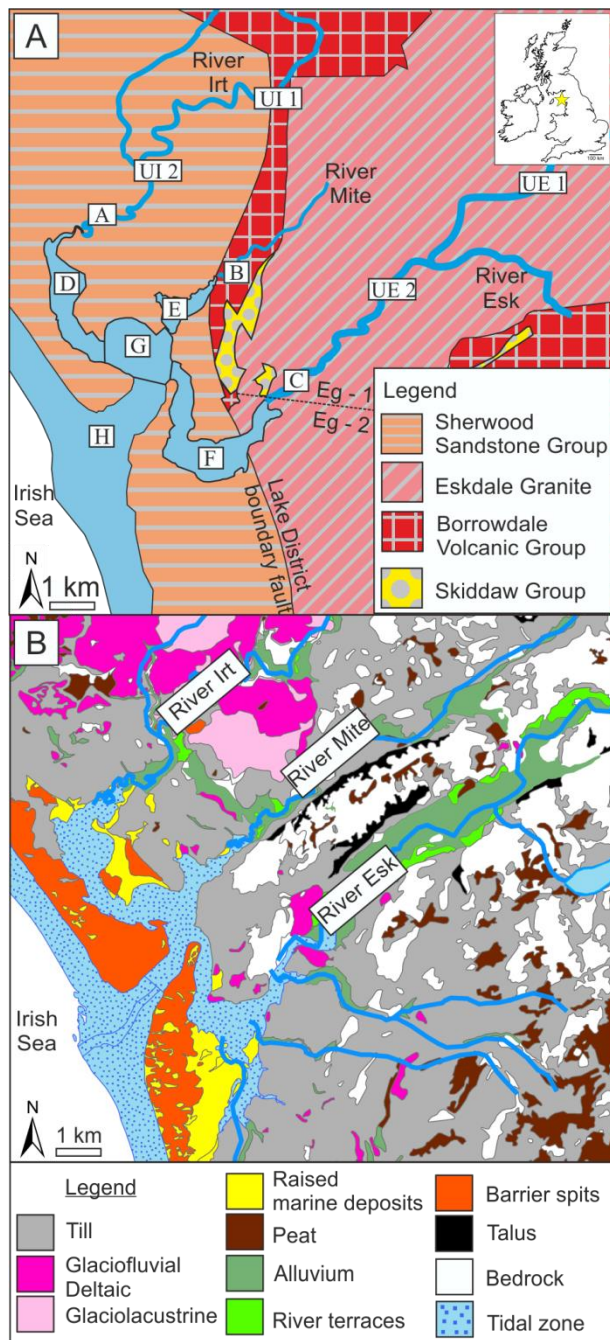 A
River
Irt
UI 1
100 km
River
Mite
UI 2
UE 1
A
B
River
Esk
D
E
UE 2
G
C
Eg - 1
Eg - 2
H
F
Irish
Sea
Lake District
boundary fault
N
1 km
Legend
Sherwood
Sandstone Group
Eskdale Granite
Borrowdale
Volcanic Group
Skiddaw Group
B
River Irt
River Mite
River Esk
Irish
Sea
N
1 km
Legend
Till
Glaciofluvial
Deltaic
Glaciolacustrine
Raised
marine deposits
Peat
Alluvium
River terraces
Barrier spits
Talus
Bedrock
Tidal zone